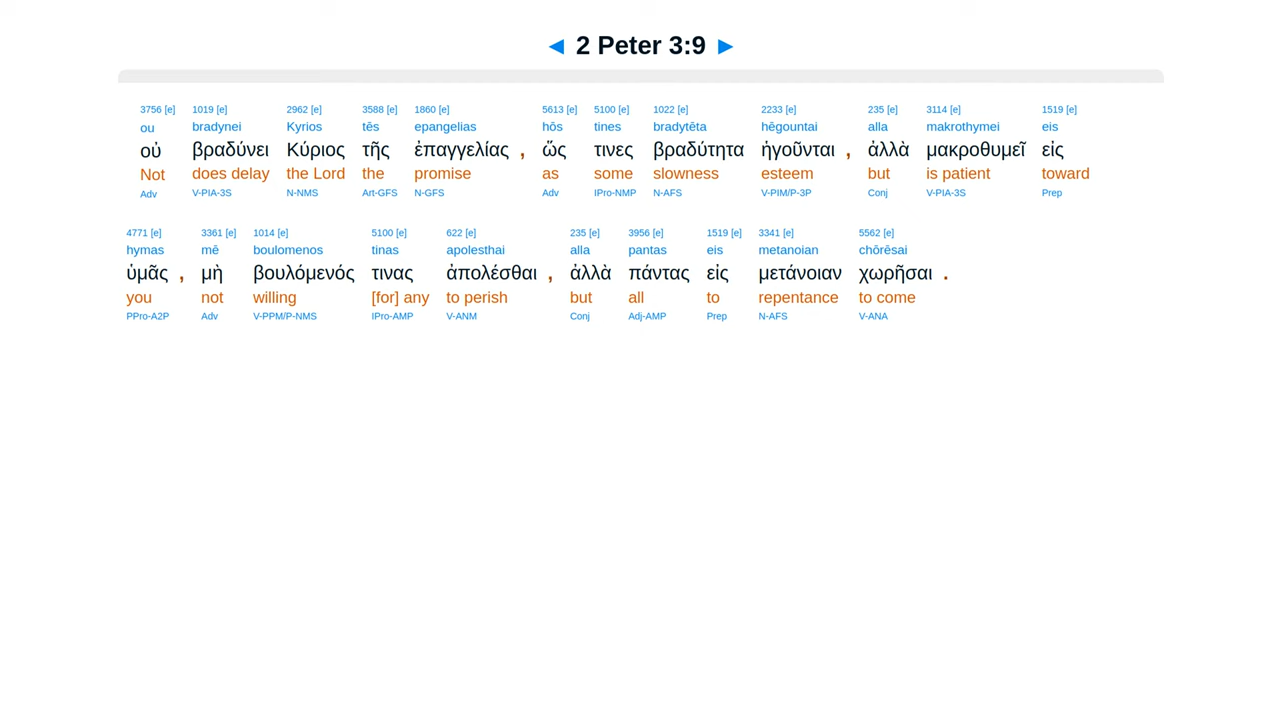 ◄ 2 Peter 3:9 ►
3756 [e] 1019 [e] 2962 [e] 3588 [e] 1860 [e] 5613 [e] 5100 [e] 1022 [e] 2233 [e] 235 [e] 3114 [e] 1519 [e]
ou bradynei Kyrios tēs epangelias hōs tines bradytēta hēgountai alla makrothymei eis
οὐ βραδύνει Κύριος τῆς ἐπαγγελίας , ὥς τινες βραδύτητα ἡγοῦνται , ἀλλὰ μακροθυμεῖ εἰς
Not does delay the Lord the promise as some slowness esteem but is patient toward
Adv V-PIA-3S N-NMS Art-GFS N-GFS Adv IPro-NMP N-AFS V-PIM/P-3P Conj V-PIA-3S Prep
4771 [e] 3361 [e] 1014 [e] 5100 [e] 622 [e] 235 [e] 3956 [e] 1519 [e] 3341 [e] 5562 [e]
hymas mē boulomenos tinas apolesthai alla pantas eis metanoian chōrēsai
ὑμᾶς , μὴ βουλόμενός τινας ἀπολέσθαι , ἀλλὰ πάντας εἰς μετάνοιαν χωρῆσαι .
you not willing [for] any to perish but all to repentance to come
PPro-A2P Adv V-PPM/P-NMS IPro-AMP V-ANM Conj Adj-AMP Prep N-AFS V-ANA